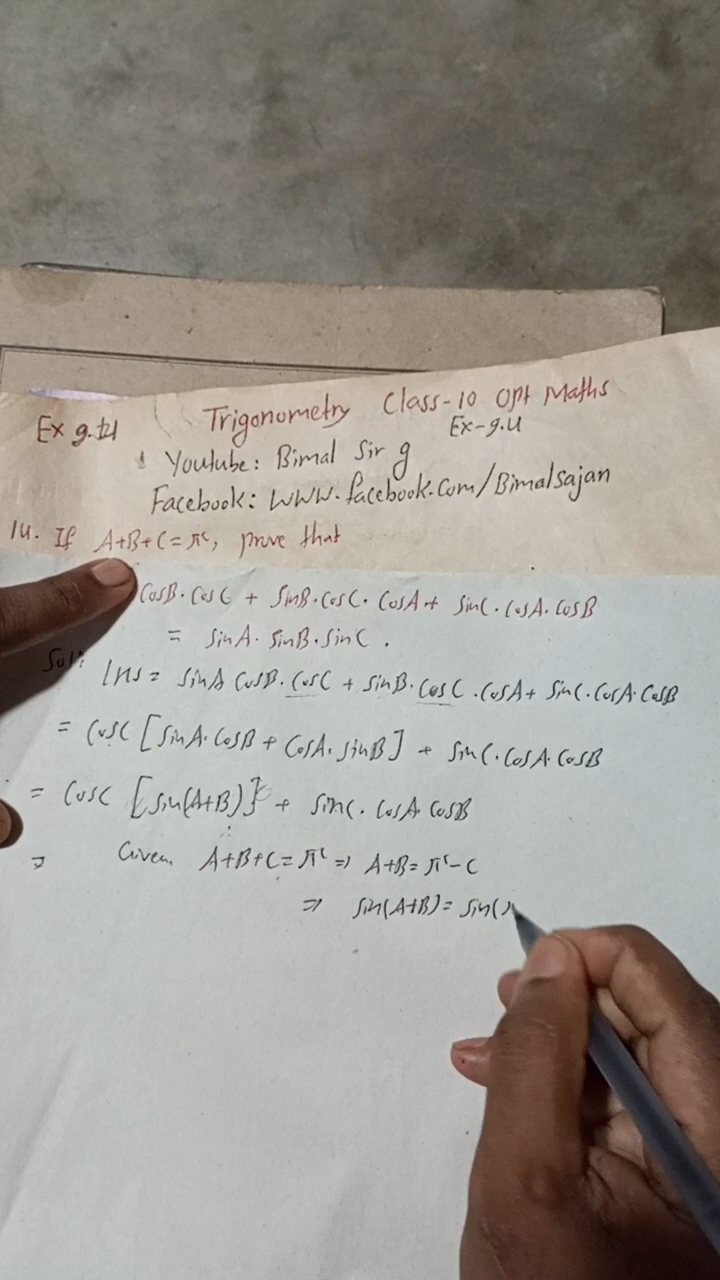 Ex 9.4 Trigonometry Class-10 Opt Maths
Ex-9.4
Youtube: Bimal Sir g
Facebook: WWW.facebook.Com/Bimalsajan
14. If A+B+C=πᶜ, prove that
CosB·CosC + SinB·CosC·CosA+ SinC·CosA·CosB
= SinA·SinB·SinC.
Solⁿ:
LHS = SinA CosB·CosC + SinB·CosC·CosA+ SinC·CosA·CosB
= CosC [SinA·CosB + CosA·SinB] + SinC·CosA·CosB
= CosC [Sin(A+B)] + SinC·CosA·CosB
⇒ Given A+B+C=πᶜ ⇒ A+B=πᶜ-C
⇒ Sin(A+B)= Sin(